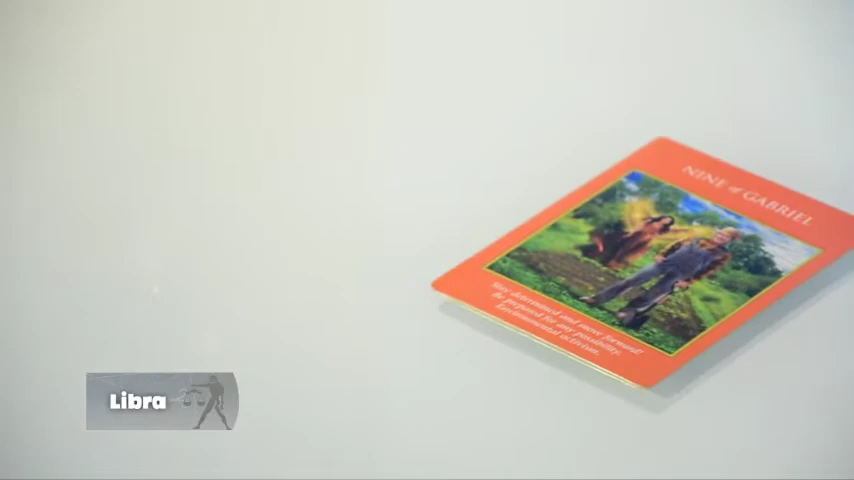 NINE of GABRIEL
Stay determined and move forward!
Be prepared for any possibility.
Environmental activism.
Libra